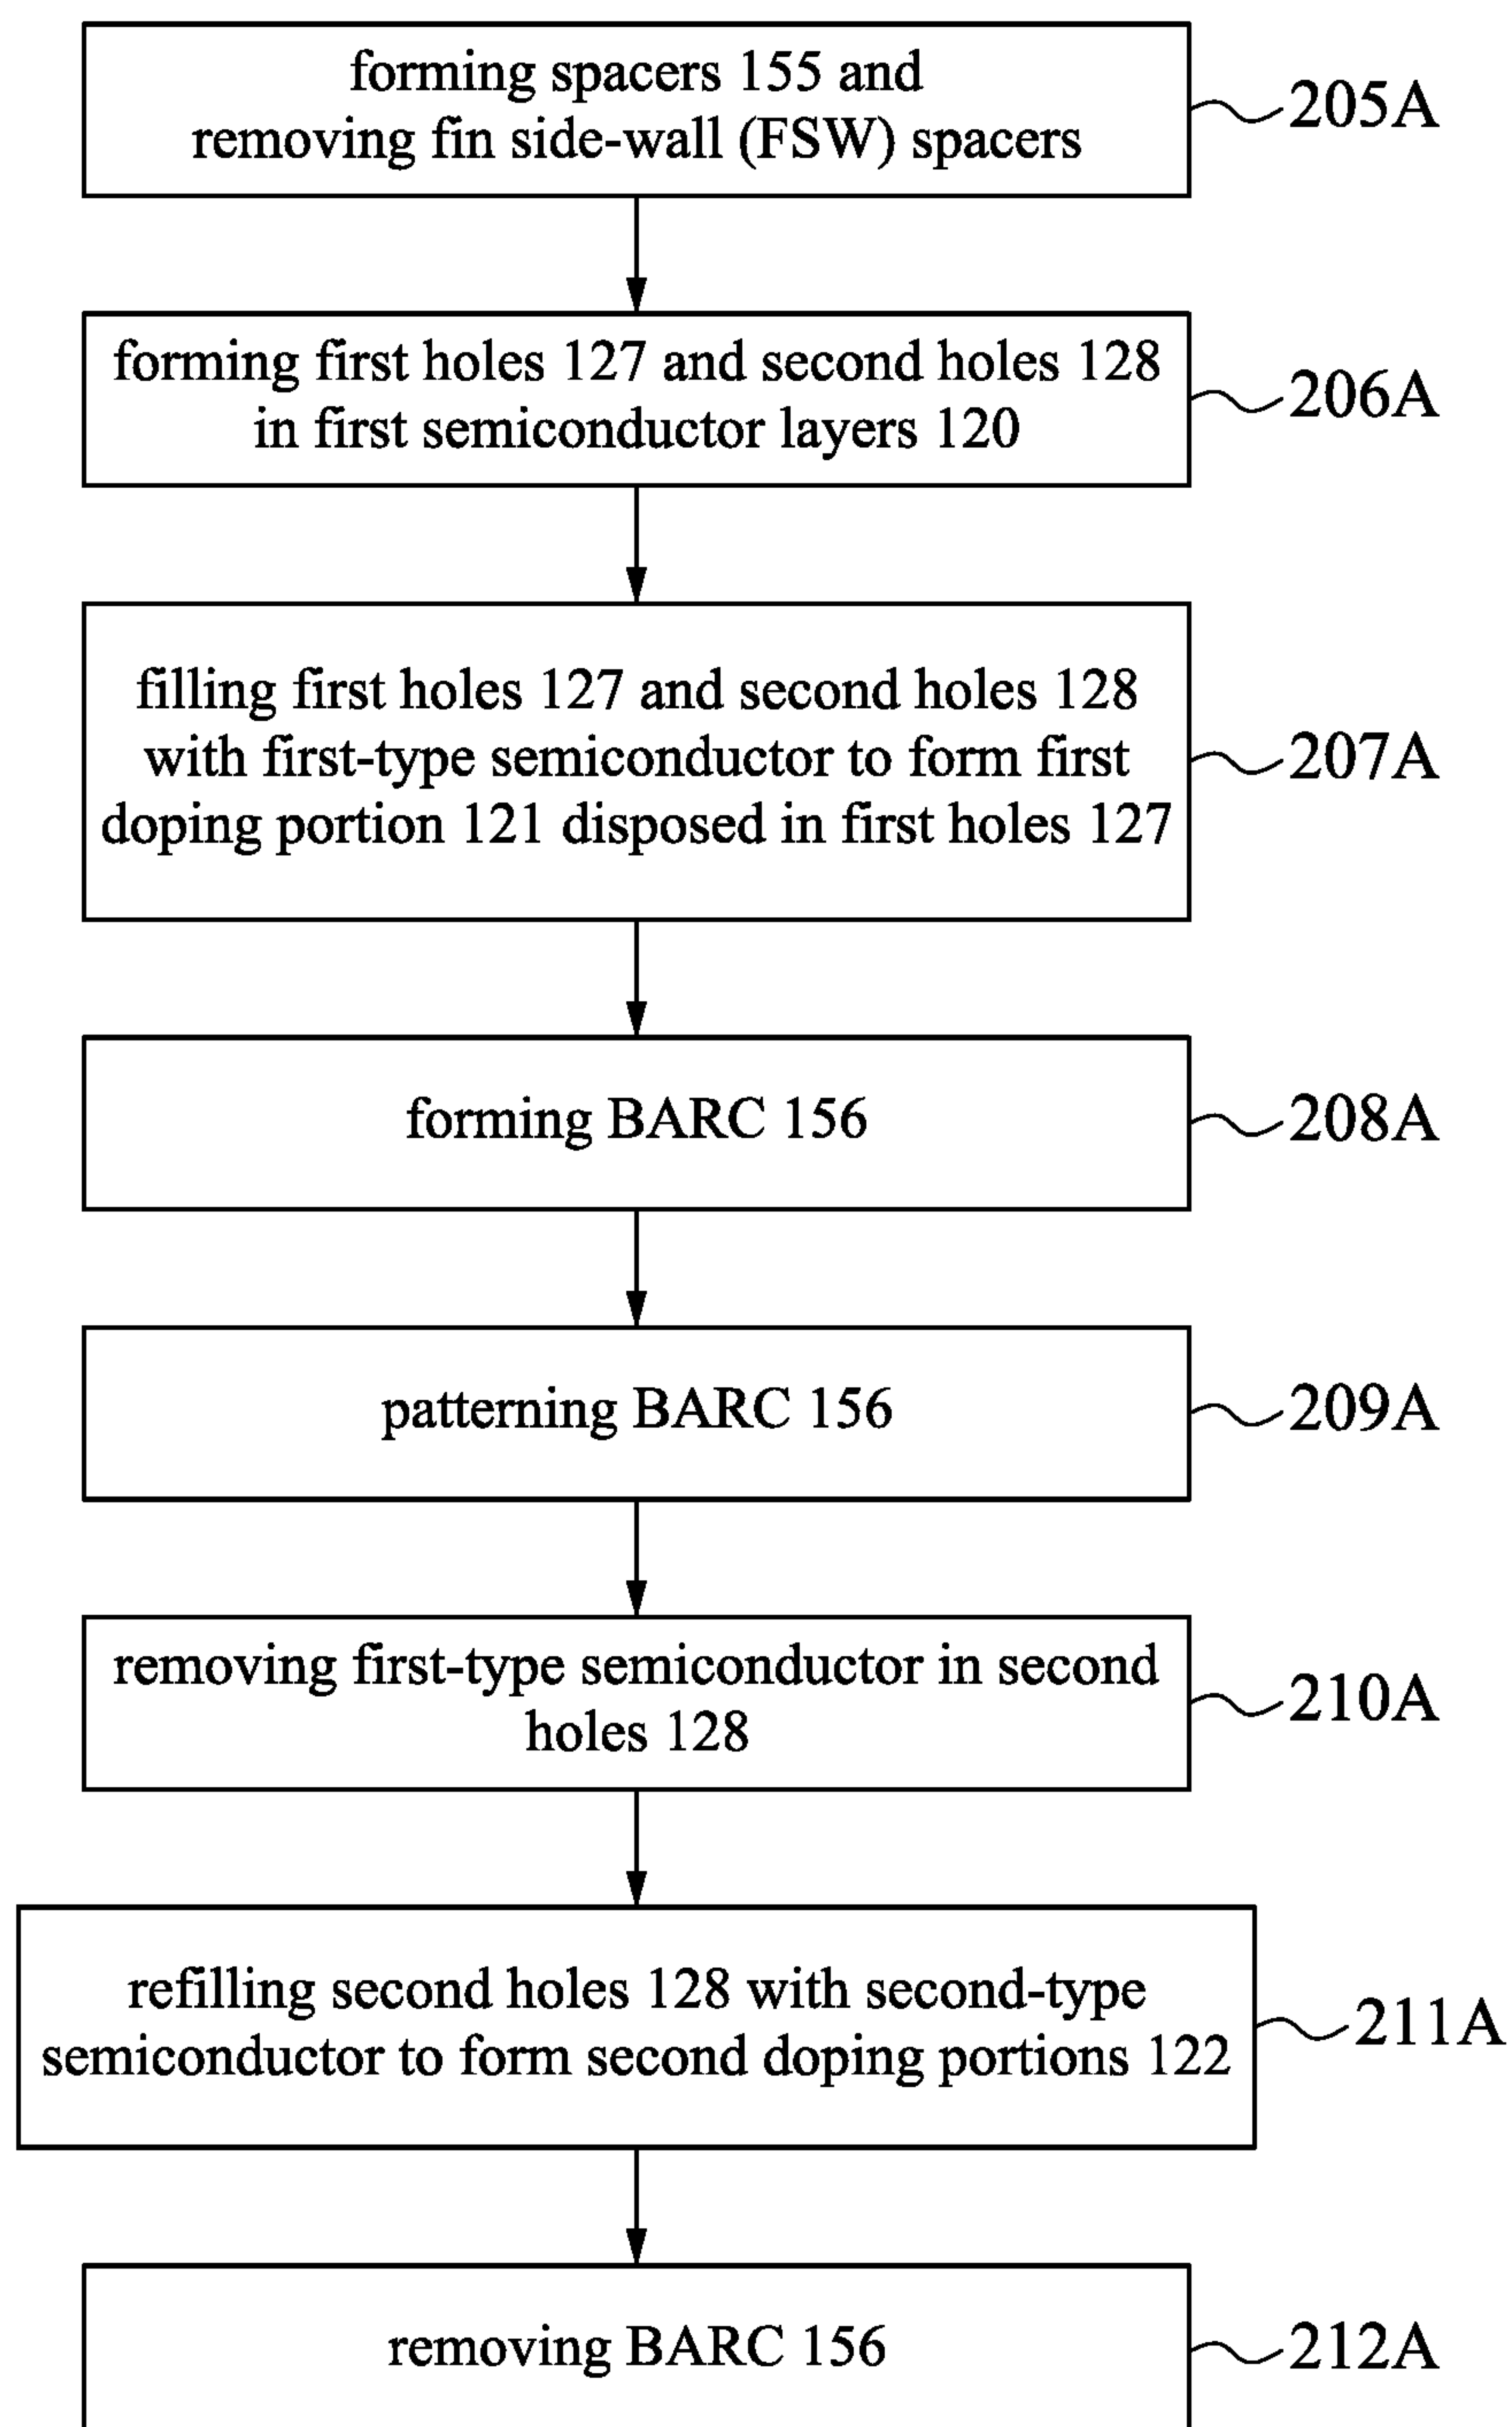 forming spacers 155 and
removing fin side-wall (FSW) spacers
205A
forming first holes 127 and second holes 128
in first semiconductor layers 120
206A
filling first holes 127 and second holes 128
with first-type semiconductor to form first
doping portion 121 disposed in first holes 127
207A
forming BARC 156
208A
patterning BARC 156
209A
removing first-type semiconductor in second
holes 128
210A
refilling second holes 128 with second-type
semiconductor to form second doping portions 122
211A
removing BARC 156
212A